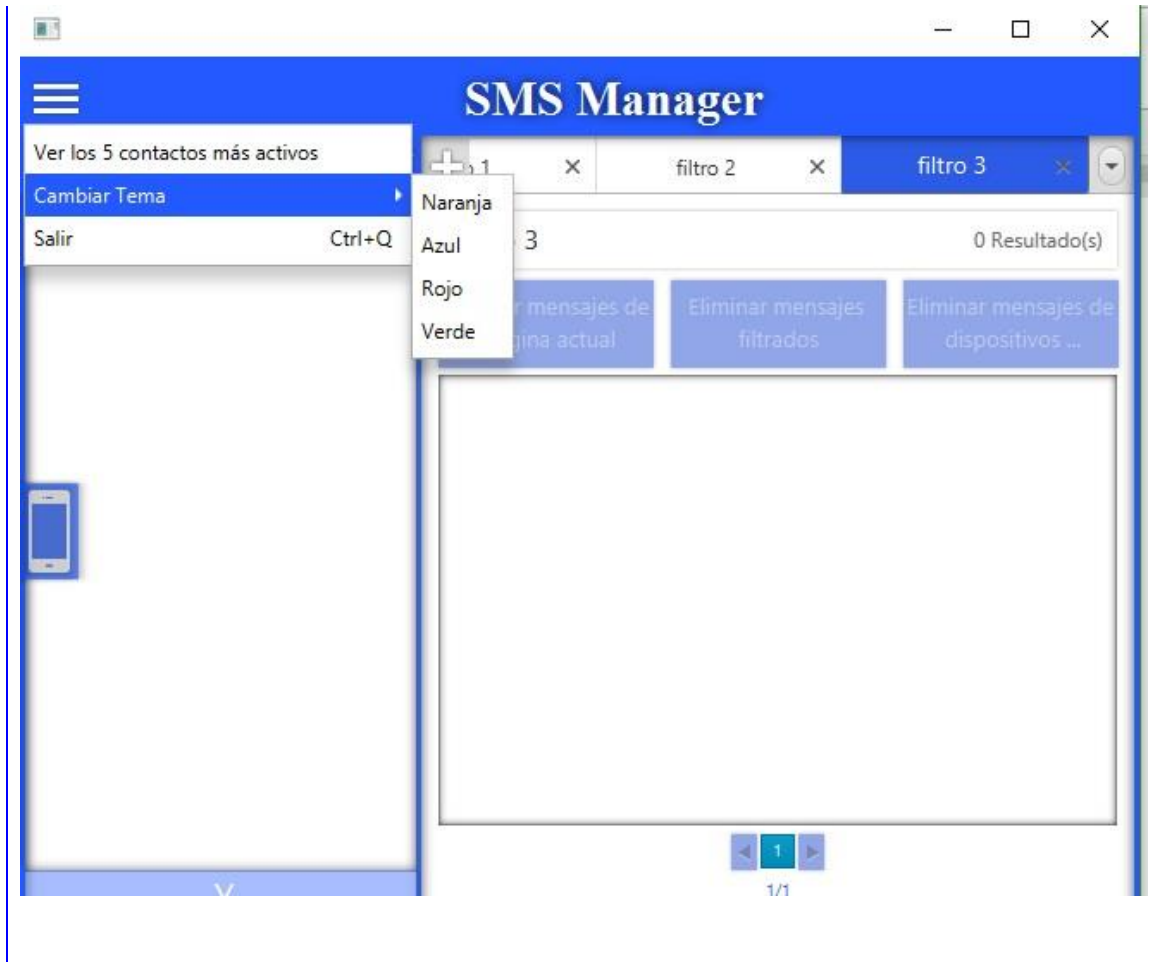 SMS Manager
Ver los 5 contactos más activos
Cambiar Tema
Salir Ctrl+Q
Naranja
Azul
Rojo
Verde
1
filtro 2
filtro 3
3
0 Resultado(s)
mensajes de
actual
Eliminar mensajes
filtrados
Eliminar mensajes de
dispositivos ...
1
1/1